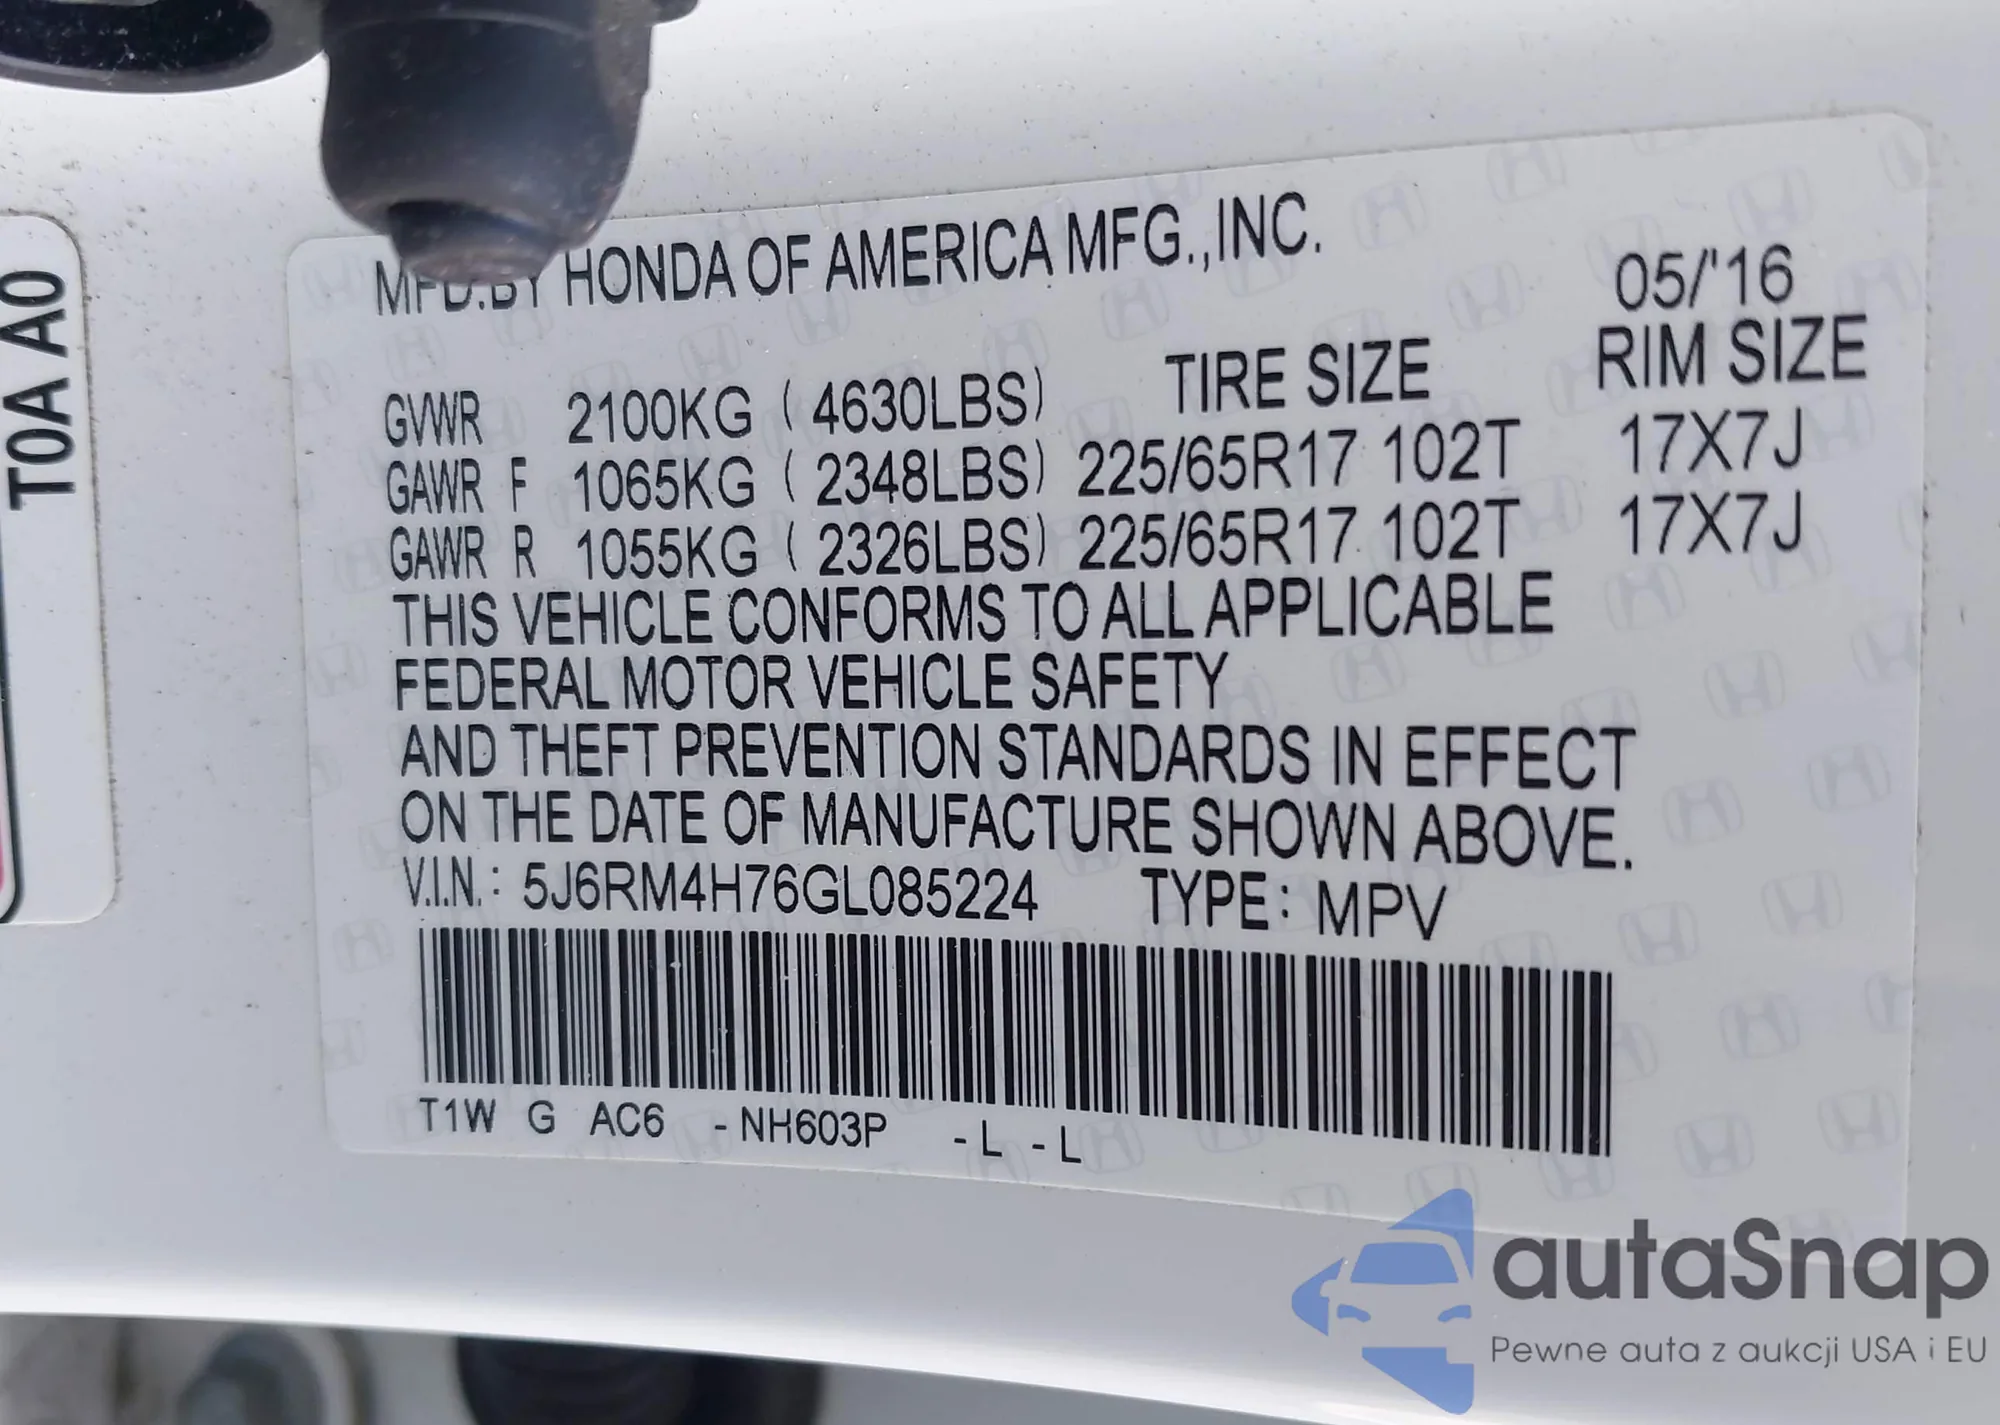 T0A A0
MFD.BY HONDA OF AMERICA MFG.,INC.
05/'16
TIRE SIZE RIM SIZE
GVWR 2100KG ( 4630LBS)
GAWR F 1065KG ( 2348LBS) 225/65R17 102T 17X7J
GAWR R 1055KG ( 2326LBS) 225/65R17 102T 17X7J
THIS VEHICLE CONFORMS TO ALL APPLICABLE
FEDERAL MOTOR VEHICLE SAFETY
AND THEFT PREVENTION STANDARDS IN EFFECT
ON THE DATE OF MANUFACTURE SHOWN ABOVE.
V.I.N.: 5J6RM4H76GL085224 TYPE: MPV
T1W G AC6 -NH603P -L -L
autaSnap
Pewne auta z aukcji USA i EU